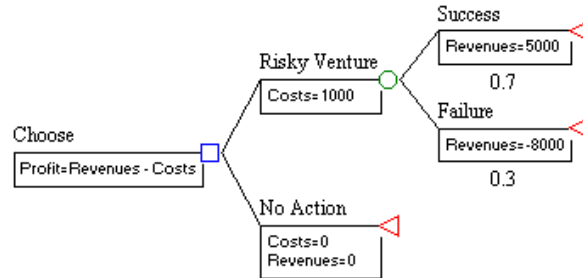 Success
Revenues=5000
0.7
Risky Venture
Costs=1000
Failure
Revenues=-8000
0.3
Choose
Profit=Revenues - Costs
No Action
Costs=0
Revenues=0